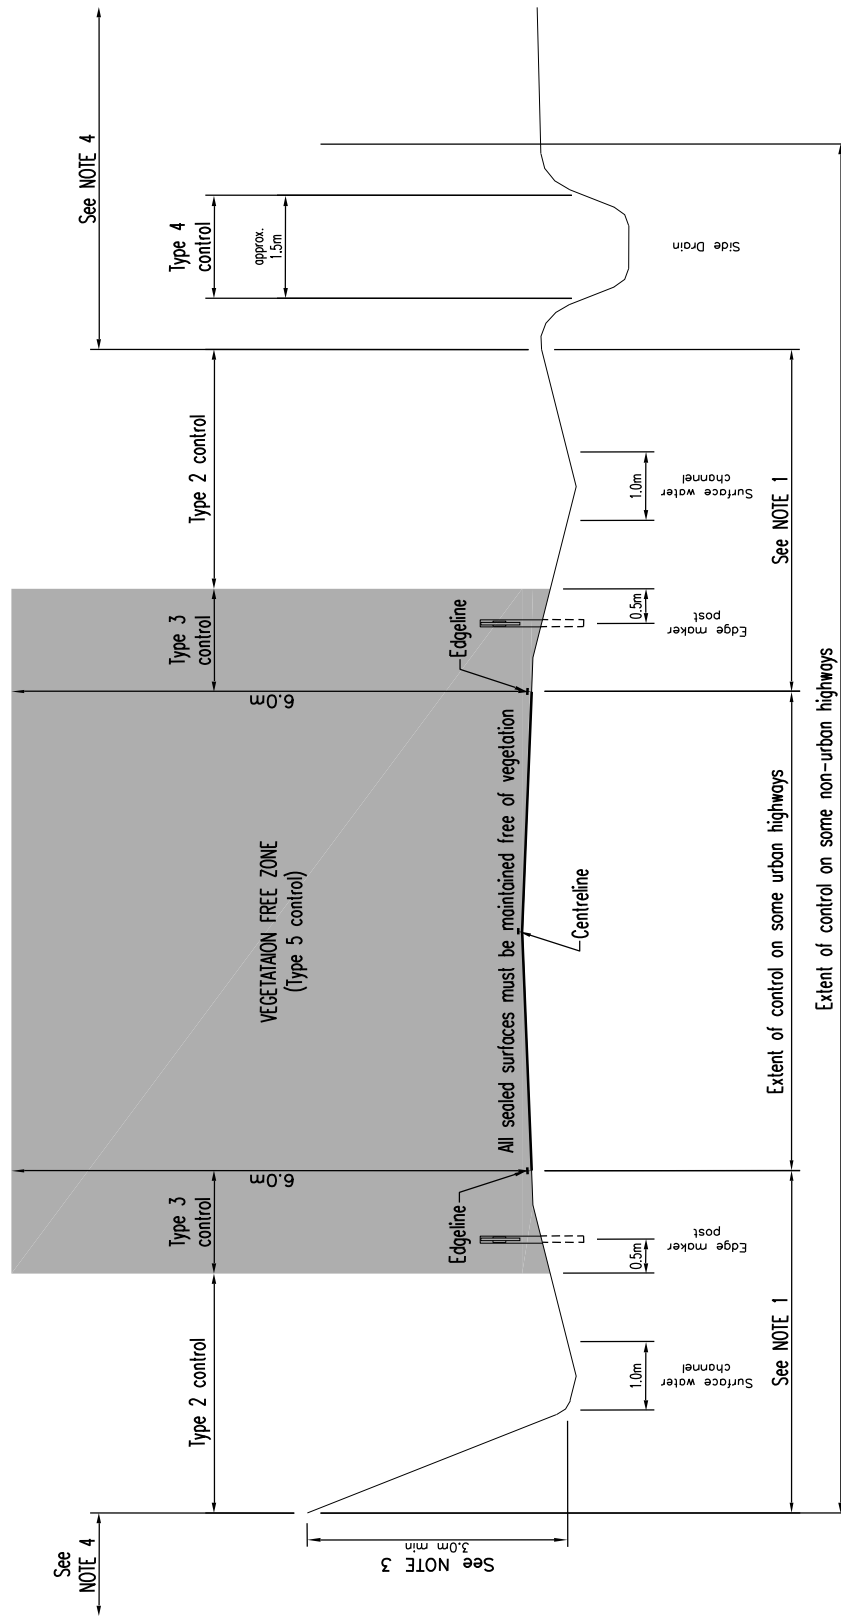 See
NOTE 4
See NOTE 4
Type 2 control
Type 3
control
Type 3
control
Type 2 control
Type 4
control
approx.
1.5m
VEGETATAION FREE ZONE
(Type 5 control)
6.0m
6.0m
See NOTE 3
3.0m min
Edgeline
All sealed surfaces must be maintained free of vegetation
Edgeline
Centreline
1.0m
Surface water
channel
0.5m
Edge maker
post
0.5m
Edge maker
post
1.0m
Surface water
channel
Side Drain
See NOTE 1
Extent of control on some urban highways
See NOTE 1
Extent of control on some non-urban highways